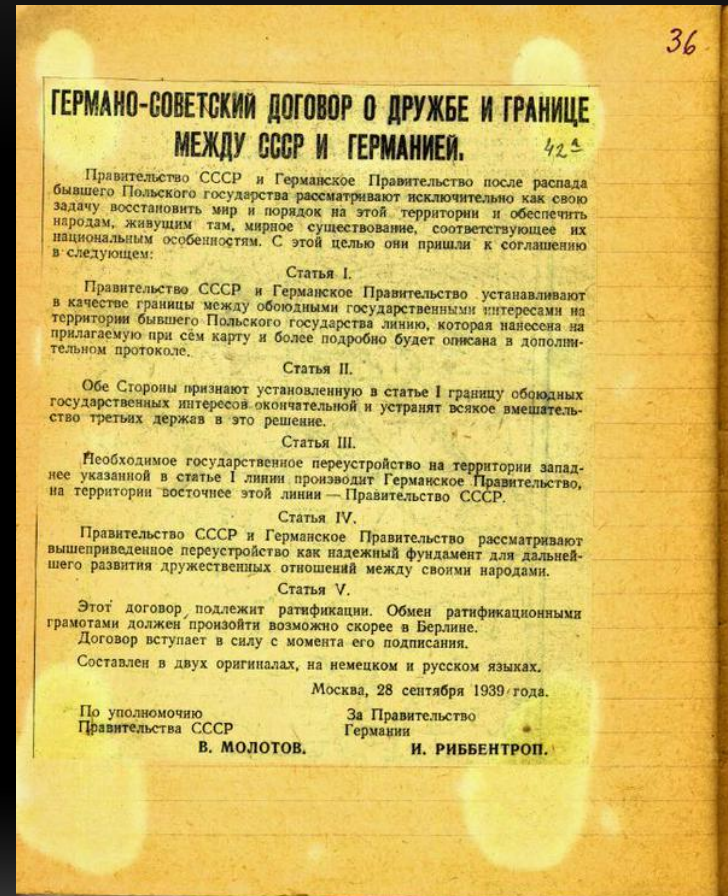 36
ГЕРМАНО-СОВЕТСКИЙ ДОГОВОР О ДРУЖБЕ И ГРАНИЦЕ
МЕЖДУ СССР И ГЕРМАНИЕЙ.
42а
Правительство СССР и Германское Правительство после распада
бывшего Польского государства рассматривают исключительно как свою
задачу восстановить мир и порядок на этой территории и обеспечить
народам, живущим там, мирное существование, соответствующее их
национальным особенностям. С этой целью они пришли к соглашению
в следующем:
Статья I.
Правительство СССР и Германское Правительство устанавливают
в качестве границы между обоюдными государственными интересами на
территории бывшего Польского государства линию, которая нанесена на
прилагаемую при сём карту и более подробно будет описана в дополни-
тельном протоколе.
Статья II.
Обе Стороны признают установленную в статье I границу обоюдных
государственных интересов окончательной и устранят всякое вмешатель-
ство третьих держав в это решение.
Статья III.
Необходимое государственное переустройство на территории запад-
нее указанной в статье I линии производит Германское Правительство,
на территории восточнее этой линии — Правительство СССР.
Статья IV.
Правительство СССР и Германское Правительство рассматривают
вышеприведенное переустройство как надежный фундамент для дальней-
шего развития дружественных отношений между своими народами.
Статья V.
Этот договор подлежит ратификации. Обмен ратификационными
грамотами должен произойти возможно скорее в Берлине.
Договор вступает в силу с момента его подписания.
Составлен в двух оригиналах, на немецком и русском языках.
Москва, 28 сентября 1939 года.
По уполномочию
Правительства СССР
В. МОЛОТОВ.
За Правительство
Германии
И. РИББЕНТРОП.